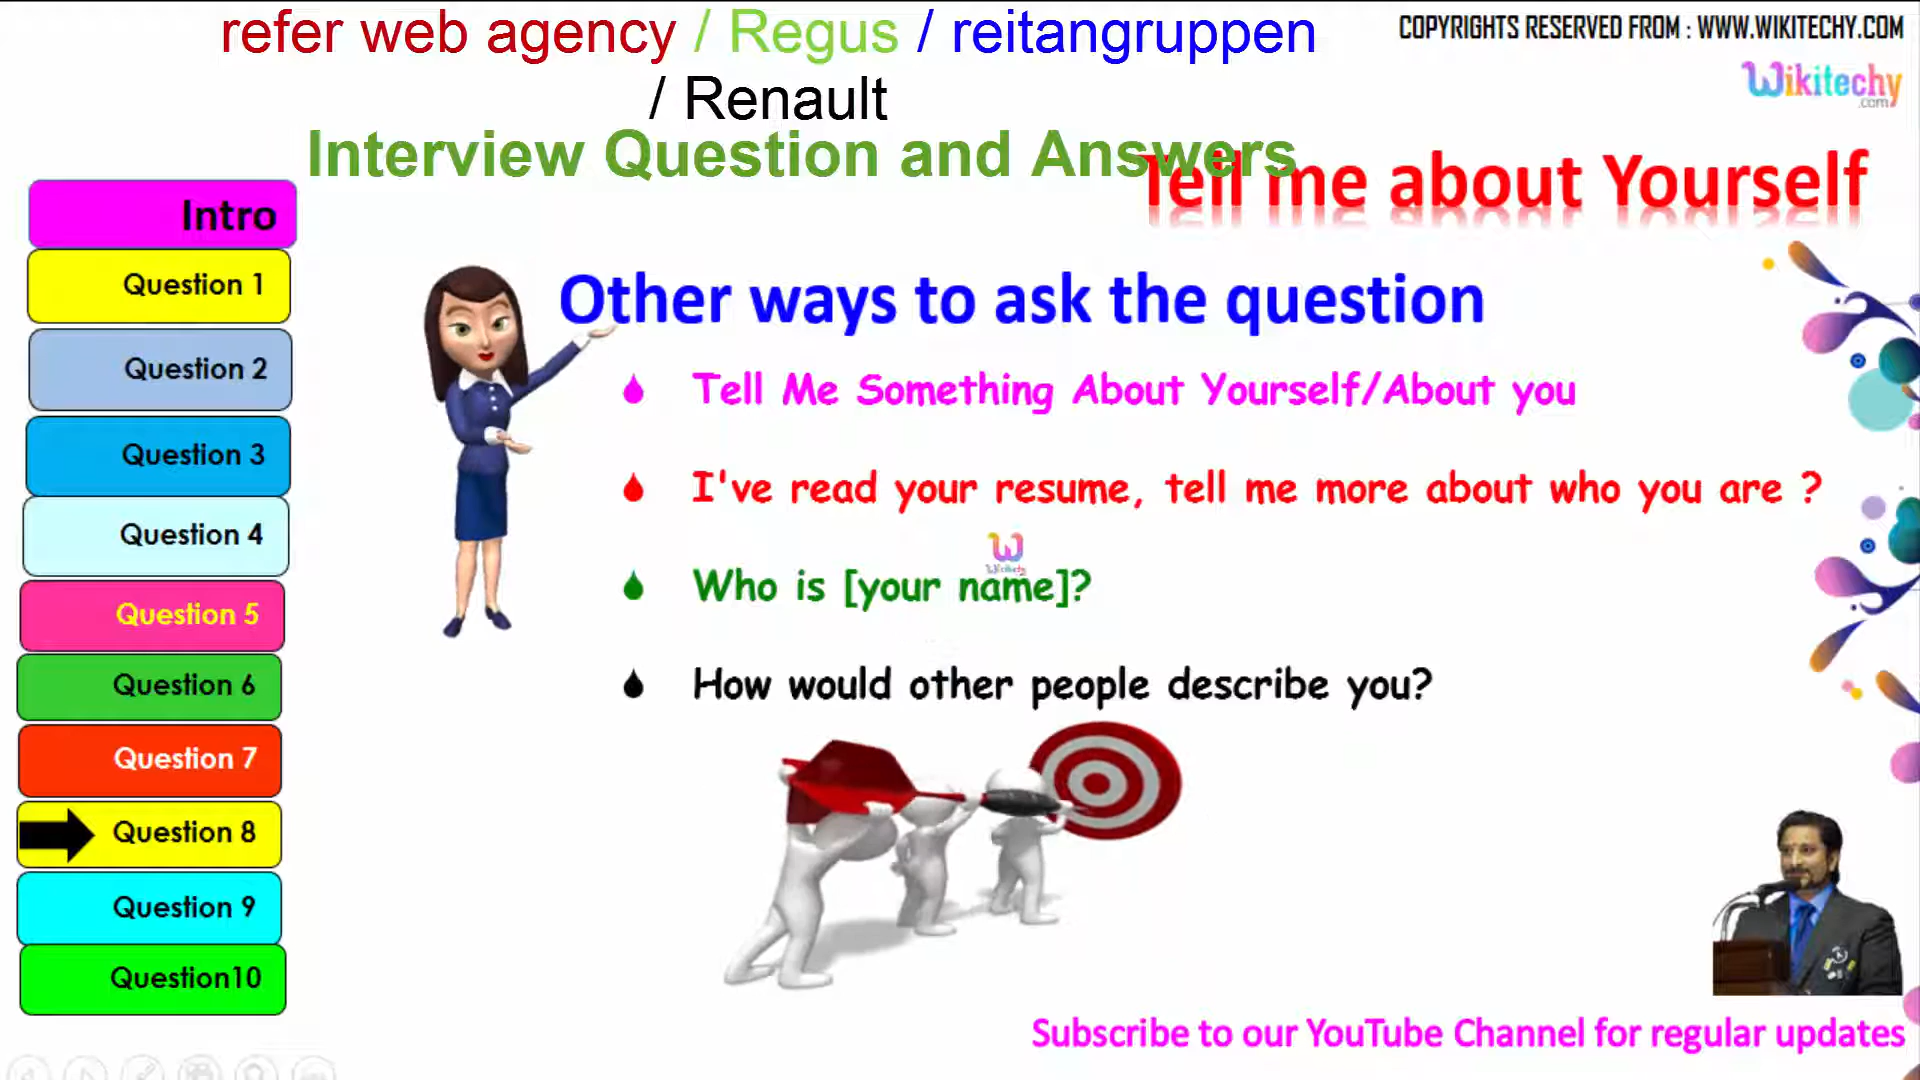 refer web agency / Regus / reitangruppen
/ Renault
Interview Question and Answers
COPYRIGHTS RESERVED FROM : WWW.WIKITECHY.COM
Wikitechy
.com
Tell me about Yourself
Intro
Question 1
Question 2
Question 3
Question 4
Question 5
Question 6
Question 7
Question 8
Question 9
Question10
Other ways to ask the question
Tell Me Something About Yourself/About you
I've read your resume, tell me more about who you are ?
W
Wikitechy
Who is [your name]?
How would other people describe you?
Subscribe to our YouTube Channel for regular updates